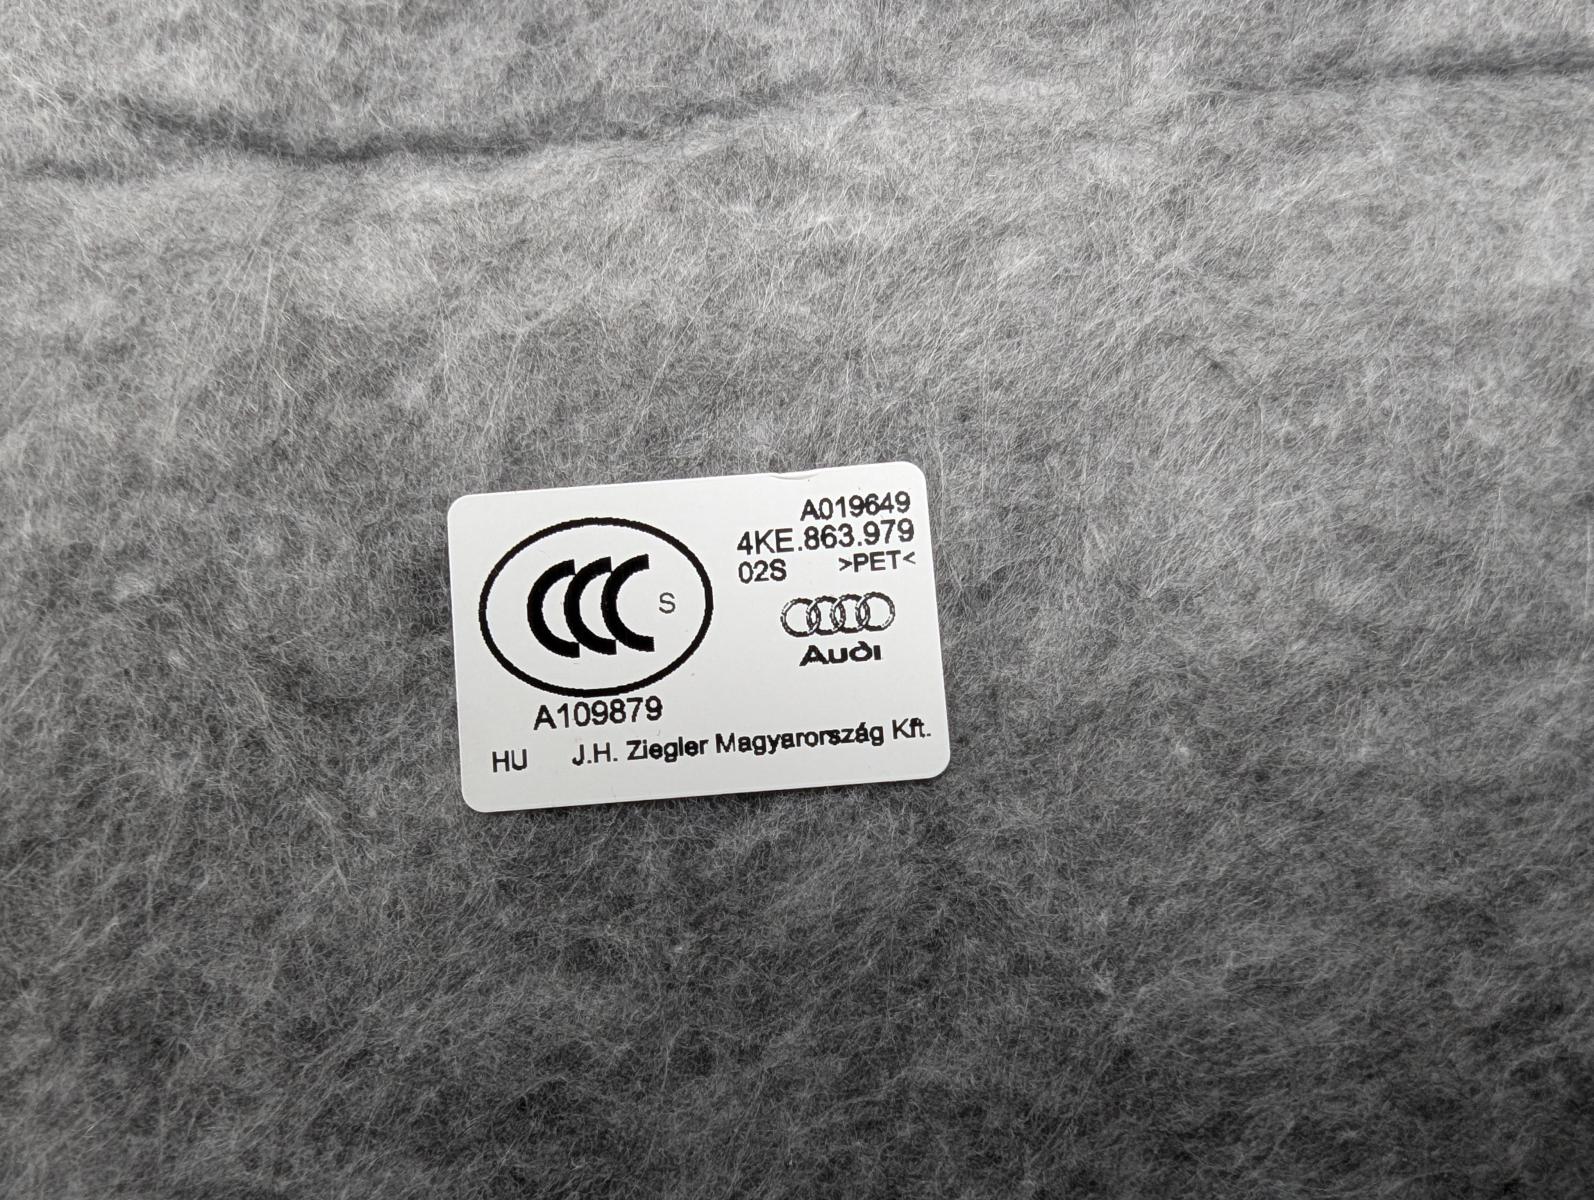 A019649
4KE.863.979
02S >PET<
CCC S
Audi
A109879
HU J.H. Ziegler Magyarország Kft.